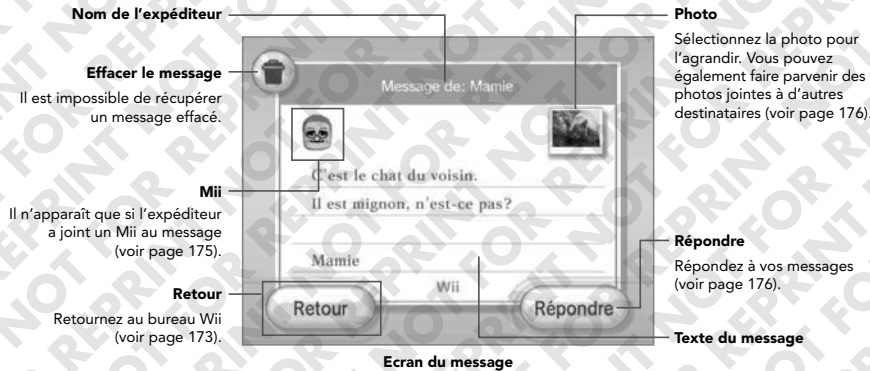 Nom de l'expéditeur
Effacer le message
Il est impossible de récupérer
un message effacé.
Mii
Il n'apparaît que si l'expéditeur
a joint un Mii au message
(voir page 175).
Retour
Retournez au bureau Wii
(voir page 173).
Message de: Mamie
C'est le chat du voisin.
Il est mignon, n'est-ce pas?
Mamie
Wii
Retour
Répondre
Photo
Sélectionnez la photo pour
l'agrandir. Vous pouvez
également faire parvenir des
photos jointes à d'autres
destinataires (voir page 176).
Répondre
Répondez à vos messages
(voir page 176).
Texte du message
Ecran du message
NOT FOR REPRINT